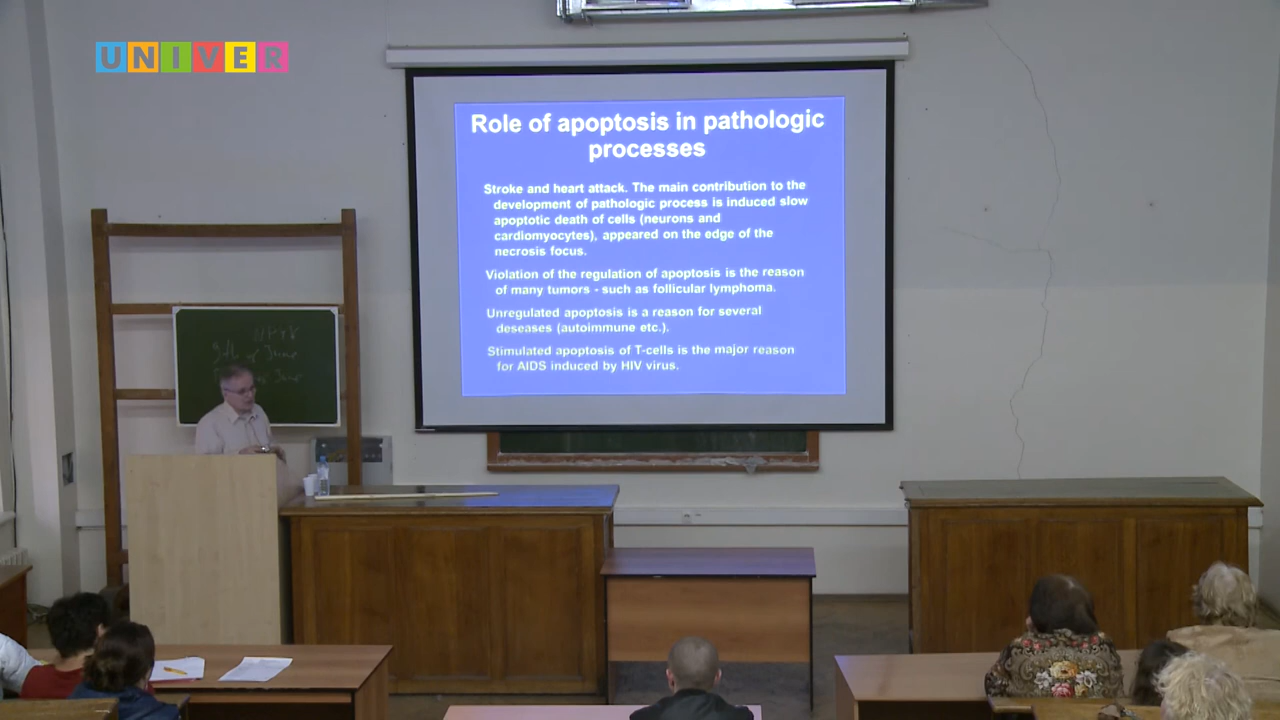 UNIVER
Role of apoptosis in pathologic
processes
Stroke and heart attack. The main contribution to the
development of pathologic process is induced slow
apoptotic death of cells (neurons and
cardiomyocytes), appeared on the edge of the
necrosis focus.
Violation of the regulation of apoptosis is the reason
of many tumors - such as follicular lymphoma.
Unregulated apoptosis is a reason for several
deseases (autoimmune etc.).
Stimulated apoptosis of T-cells is the major reason
for AIDS induced by HIV virus.